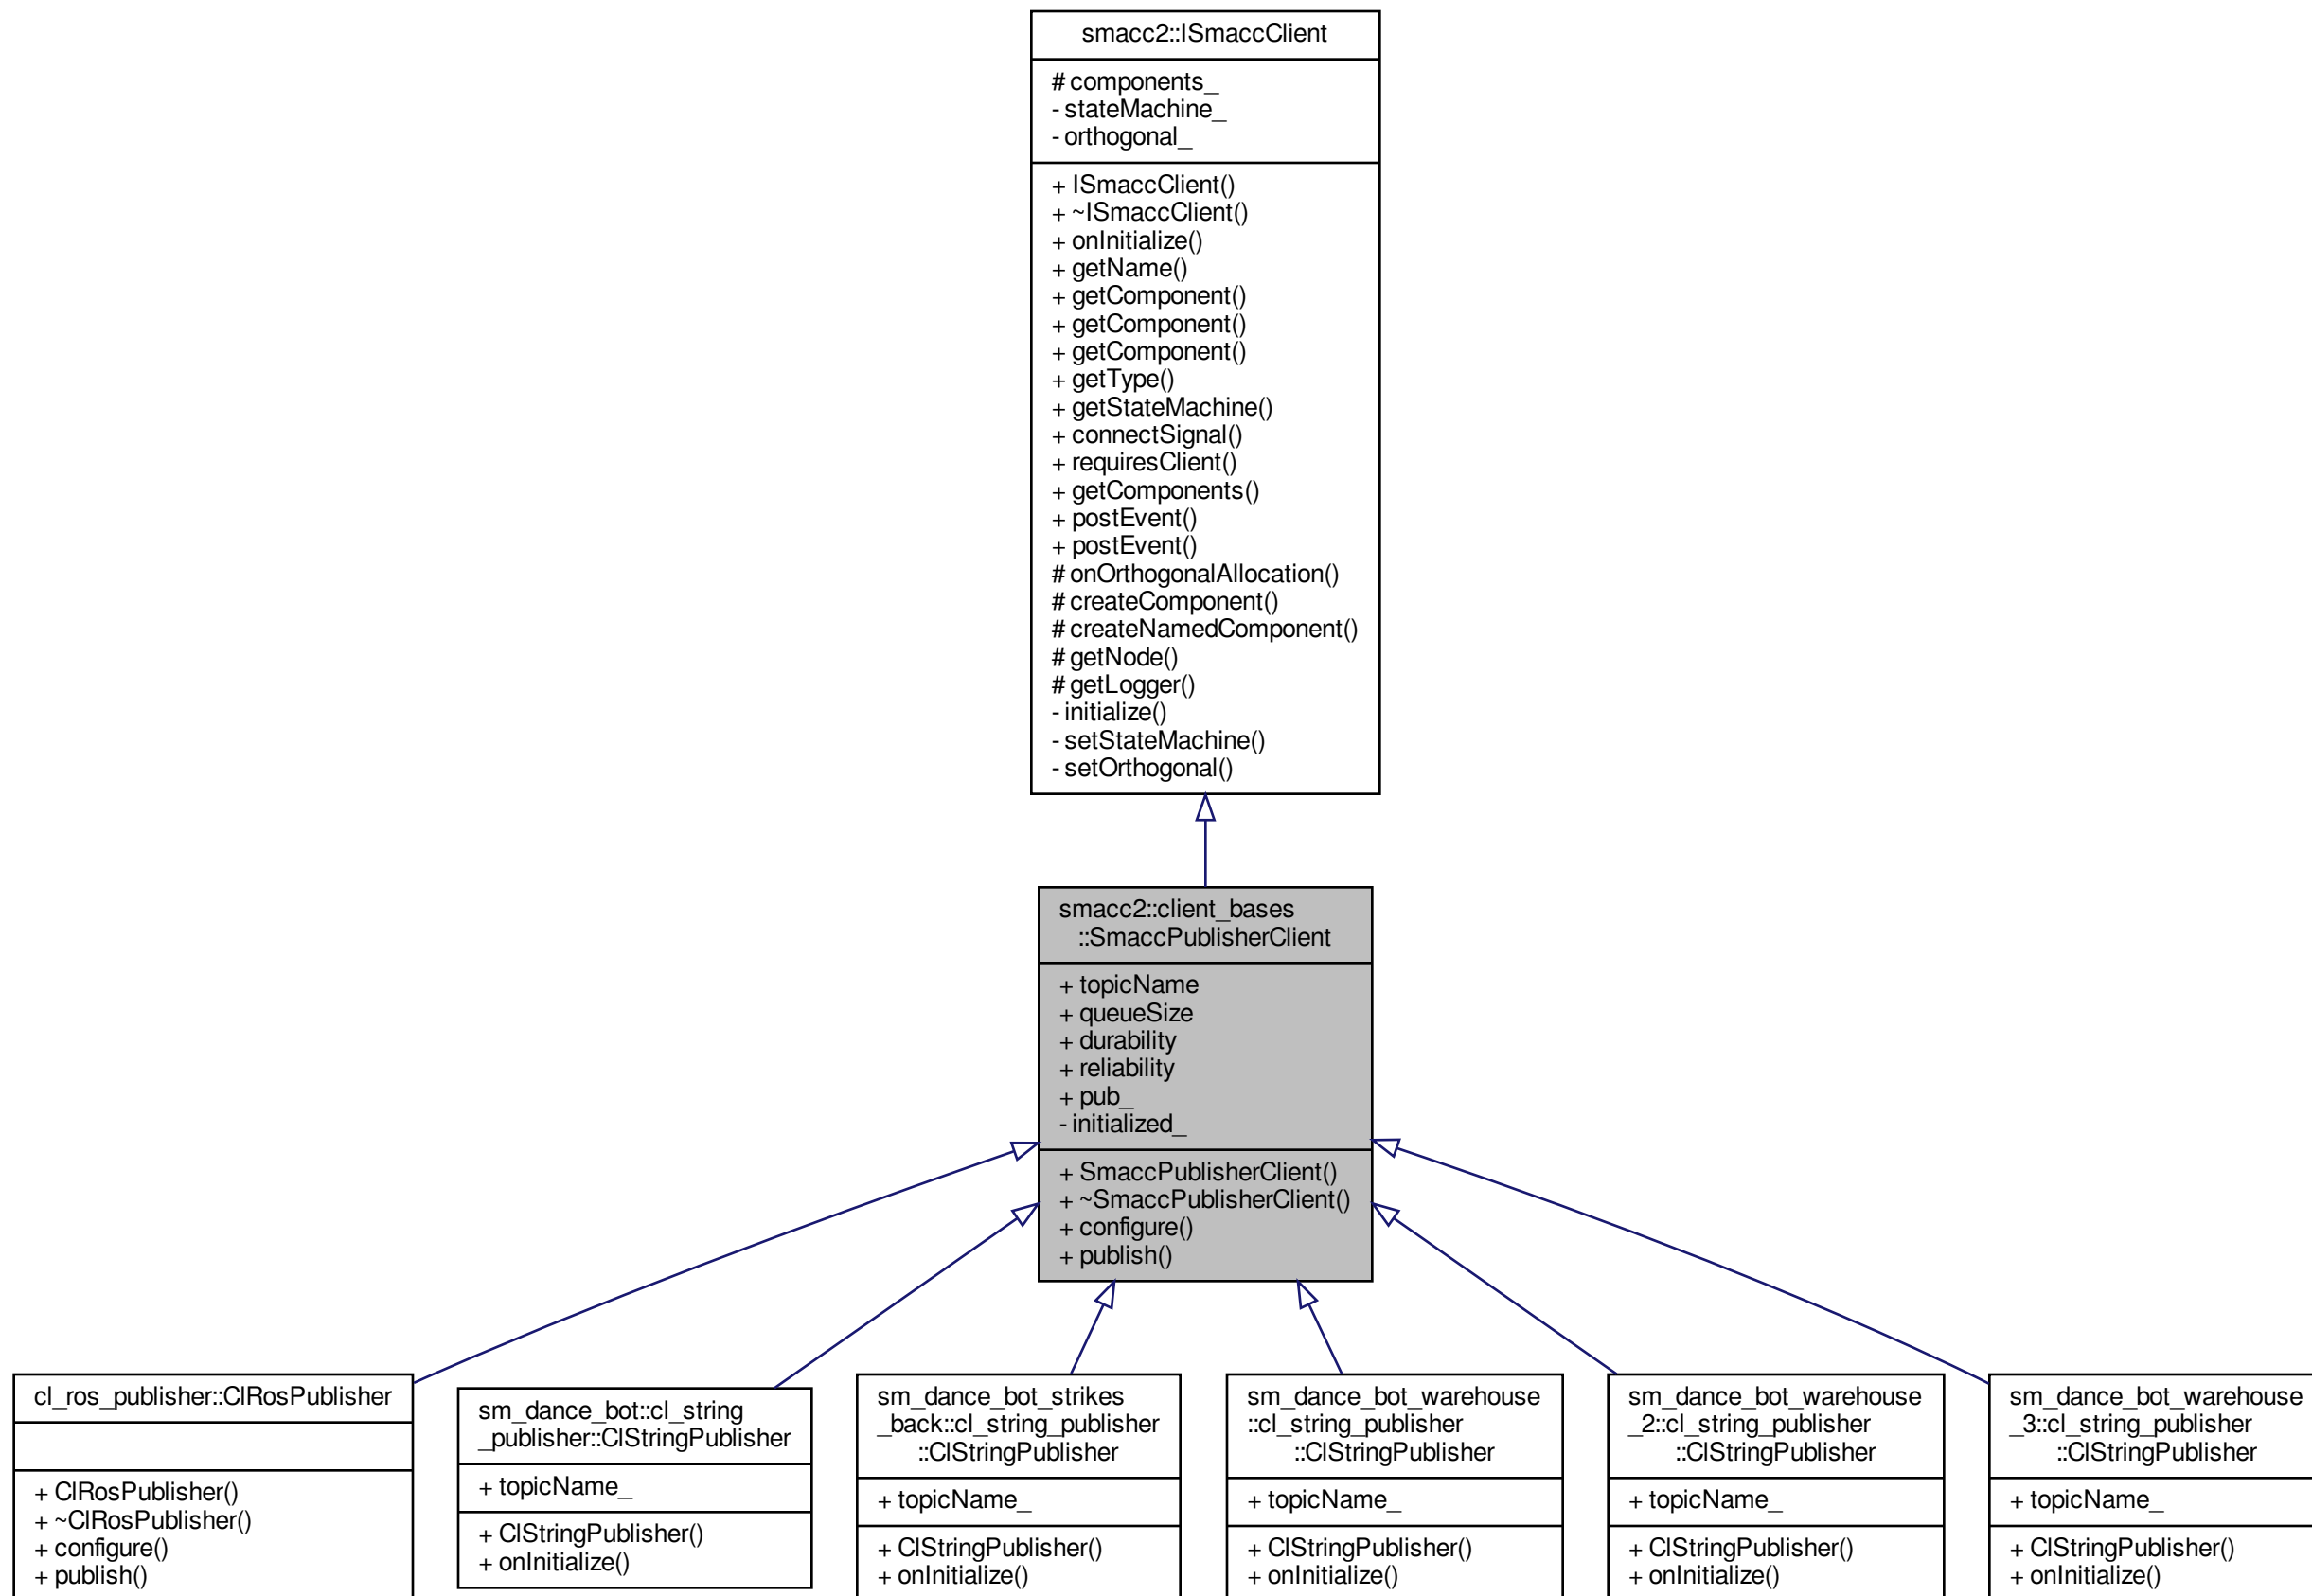 smacc2::ISmaccClient
# components_
- stateMachine_
- orthogonal_
+ ISmaccClient()
+ ~ISmaccClient()
+ onInitialize()
+ getName()
+ getComponent()
+ getComponent()
+ getComponent()
+ getType()
+ getStateMachine()
+ connectSignal()
+ requiresClient()
+ getComponents()
+ postEvent()
+ postEvent()
# onOrthogonalAllocation()
# createComponent()
# createNamedComponent()
# getNode()
# getLogger()
- initialize()
- setStateMachine()
- setOrthogonal()
smacc2::client_bases
::SmaccPublisherClient
+ topicName
+ queueSize
+ durability
+ reliability
+ pub_
- initialized_
+ SmaccPublisherClient()
+ ~SmaccPublisherClient()
+ configure()
+ publish()
cl_ros_publisher::ClRosPublisher
+ ClRosPublisher()
+ ~ClRosPublisher()
+ configure()
+ publish()
sm_dance_bot::cl_string
_publisher::ClStringPublisher
+ topicName_
+ ClStringPublisher()
+ onInitialize()
sm_dance_bot_strikes
_back::cl_string_publisher
::ClStringPublisher
+ topicName_
+ ClStringPublisher()
+ onInitialize()
sm_dance_bot_warehouse
::cl_string_publisher
::ClStringPublisher
+ topicName_
+ ClStringPublisher()
+ onInitialize()
sm_dance_bot_warehouse
_2::cl_string_publisher
::ClStringPublisher
+ topicName_
+ ClStringPublisher()
+ onInitialize()
sm_dance_bot_warehouse
_3::cl_string_publisher
::ClStringPublisher
+ topicName_
+ ClStringPublisher()
+ onInitialize()